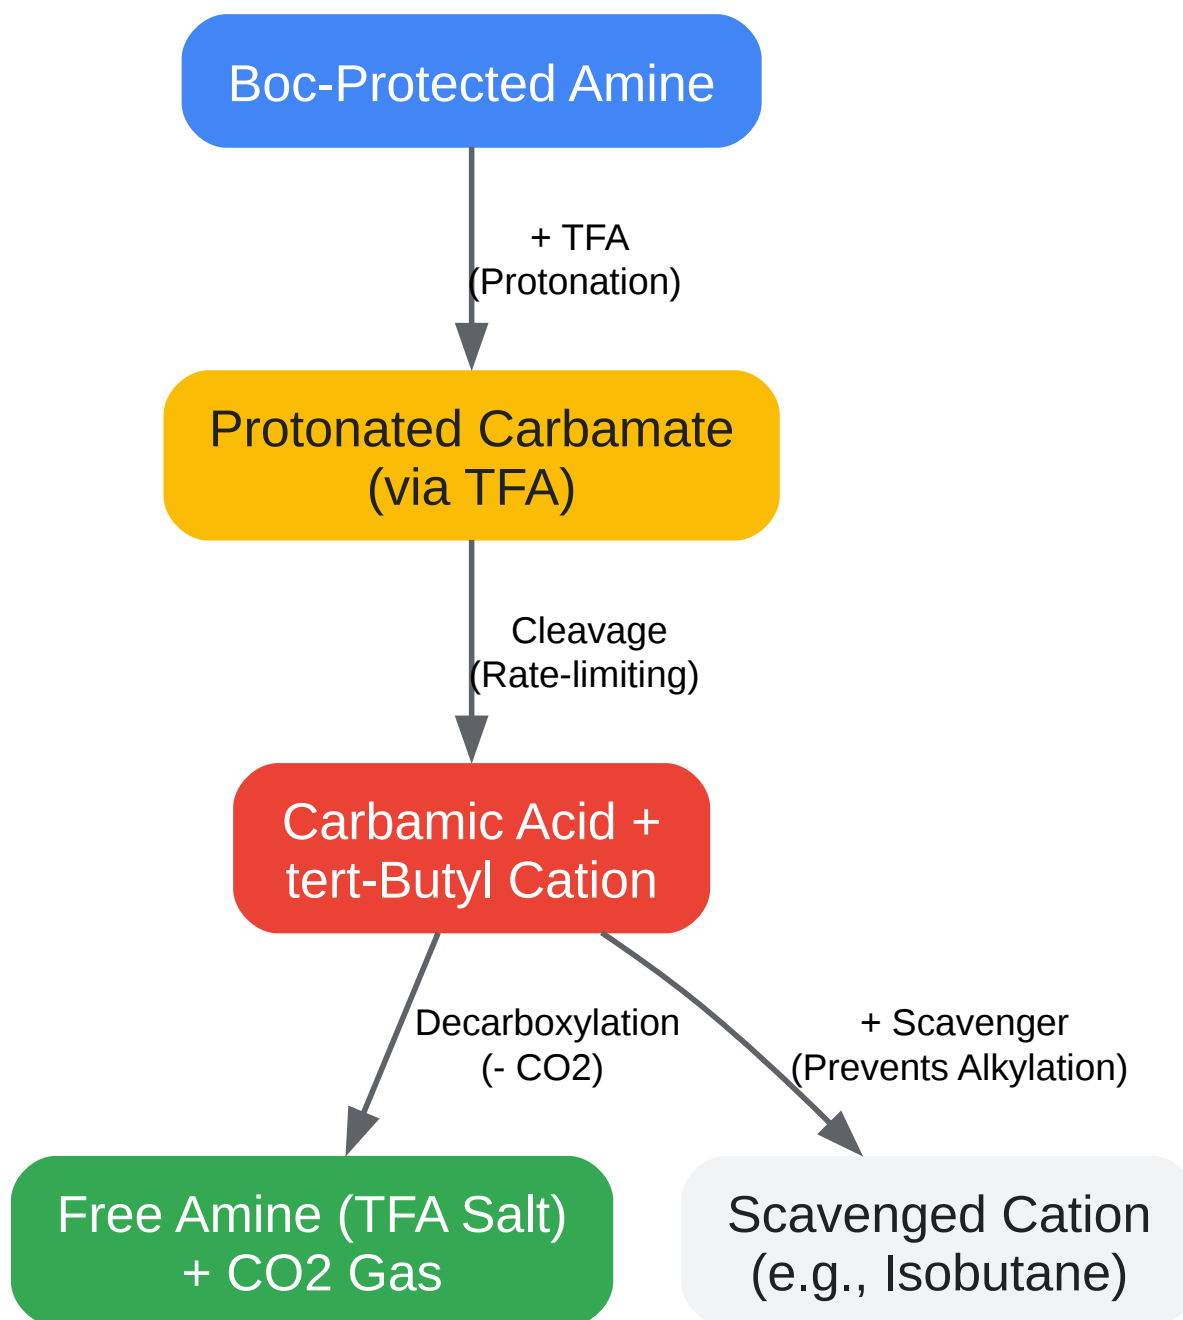 Boc-Protected Amine
+ TFA
(Protonation)
Protonated Carbamate
(via TFA)
Cleavage
(Rate-limiting)
Carbamic Acid +
tert-Butyl Cation
Decarboxylation
(- CO2)
+ Scavenger
(Prevents Alkylation)
Free Amine (TFA Salt)
+ CO2 Gas
Scavenged Cation
(e.g., Isobutane)